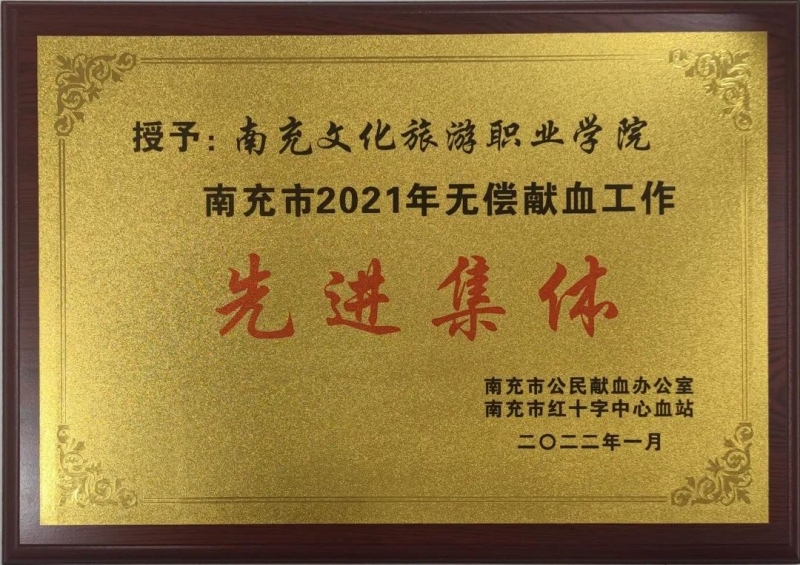 授予：南充文化旅游职业学院
南充市2021年无偿献血工作
先进集体
南充市公民献血办公室
南充市红十字中心血站
二〇二二年一月